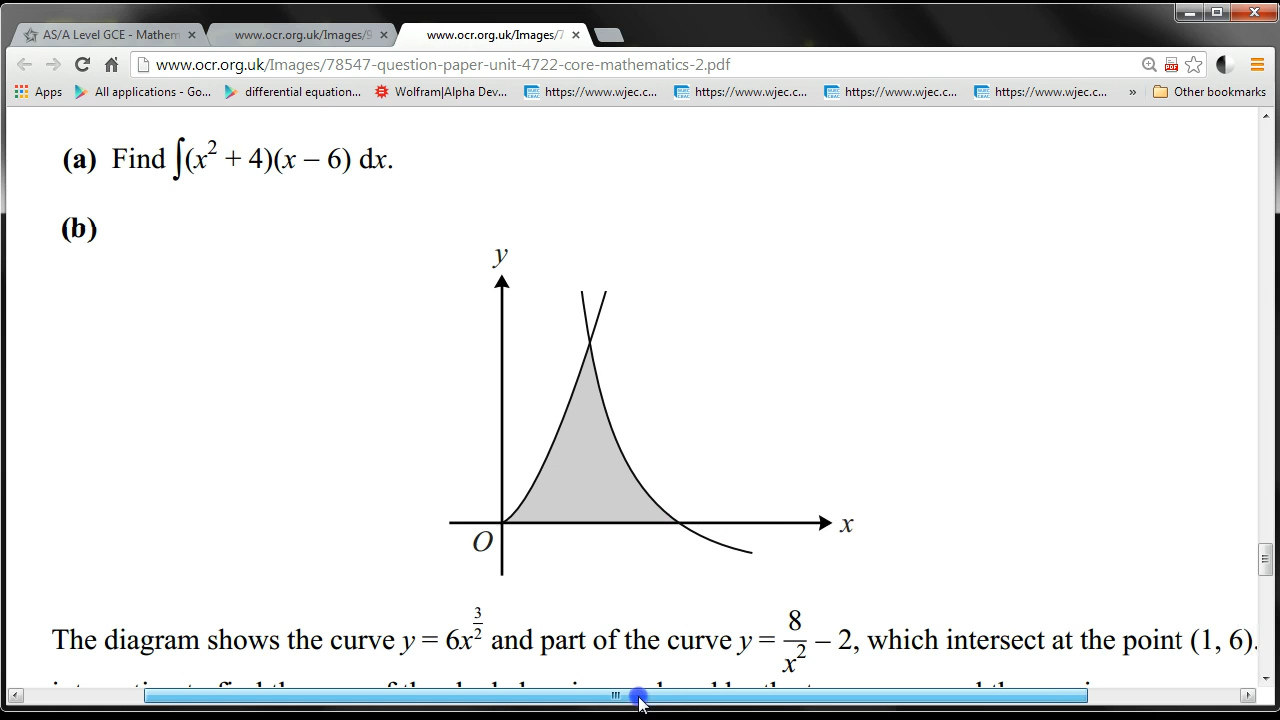 AS/A Level GCE - Mathem
www.ocr.org.uk/Images/9
www.ocr.org.uk/Images/7
www.ocr.org.uk/Images/78547-question-paper-unit-4722-core-mathematics-2.pdf
Apps All applications - Go... differential equation... Wolfram|Alpha Dev... https://www.wjec.c... https://www.wjec.c... https://www.wjec.c... https://www.wjec.c... » Other bookmarks
(a) Find ∫(x² + 4)(x − 6) dx.
(b)
y
O
x
The diagram shows the curve y = 6x^(3/2) and part of the curve y = 8/x² − 2, which intersect at the point (1, 6).